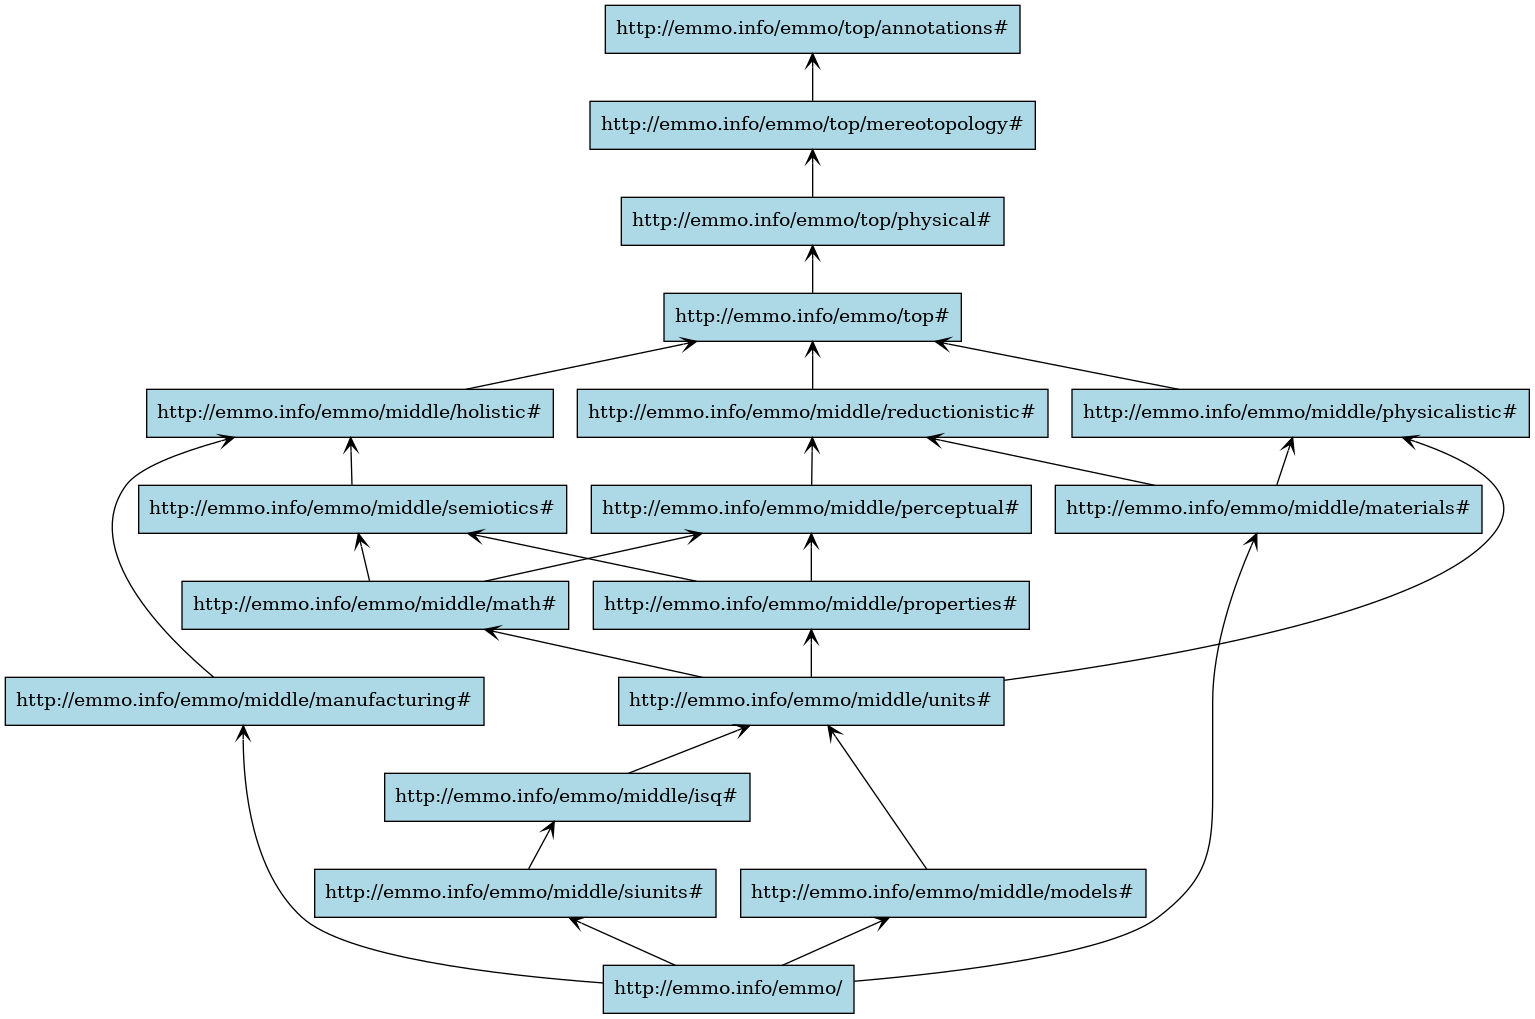 http://emmo.info/emmo/top/annotations#
http://emmo.info/emmo/top/mereotopology#
http://emmo.info/emmo/top/physical#
http://emmo.info/emmo/top#
http://emmo.info/emmo/middle/holistic#
http://emmo.info/emmo/middle/reductionistic#
http://emmo.info/emmo/middle/physicalistic#
http://emmo.info/emmo/middle/semiotics#
http://emmo.info/emmo/middle/perceptual#
http://emmo.info/emmo/middle/materials#
http://emmo.info/emmo/middle/math#
http://emmo.info/emmo/middle/properties#
http://emmo.info/emmo/middle/manufacturing#
http://emmo.info/emmo/middle/units#
http://emmo.info/emmo/middle/isq#
http://emmo.info/emmo/middle/siunits#
http://emmo.info/emmo/middle/models#
http://emmo.info/emmo/